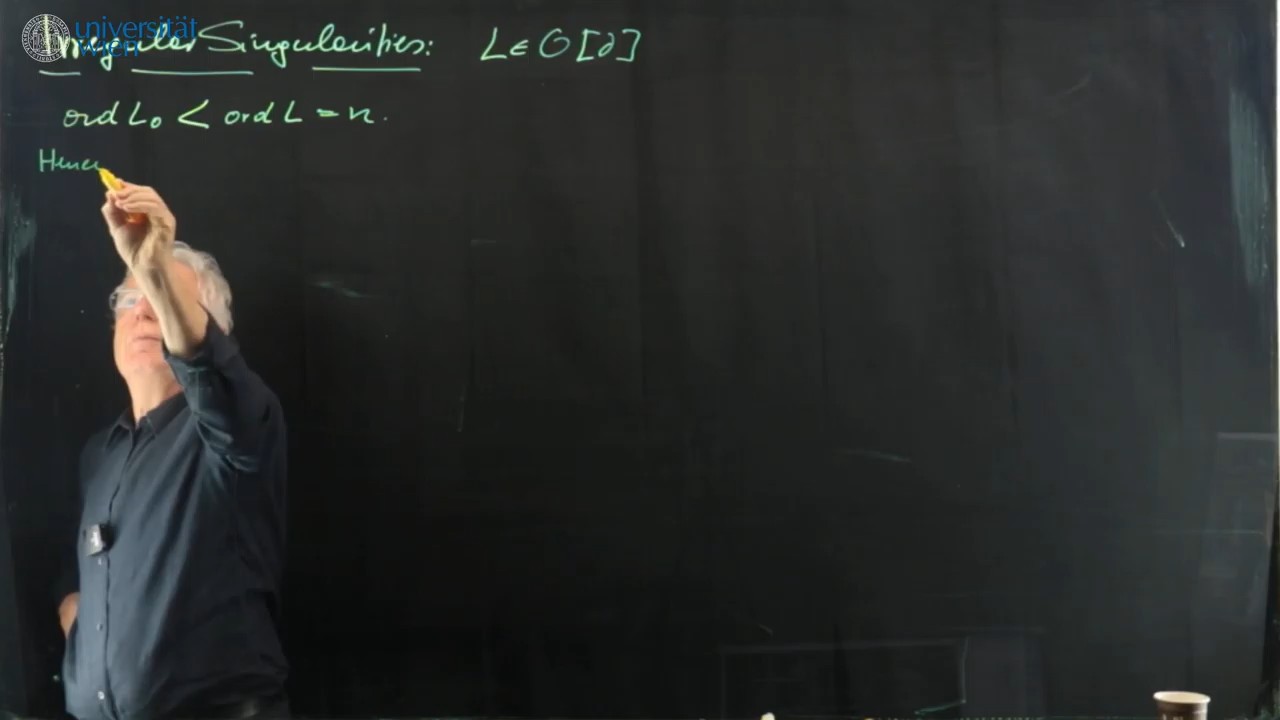 universität
wien
Irregular Singularities: L ∈ O[∂]
ord L₀ < ord L = n.
Hence